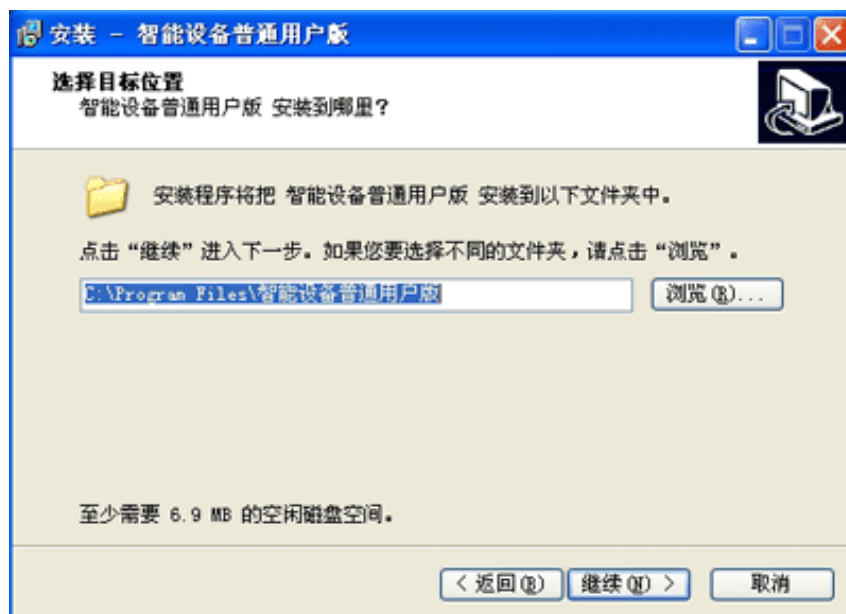 安装 - 智能设备普通用户版
选择目标位置
智能设备普通用户版 安装到哪里？
安装程序将把 智能设备普通用户版 安装到以下文件夹中。
点击“继续”进入下一步。如果您要选择不同的文件夹，请点击“浏览”。
C:\Program Files\智能设备普通用户版 浏览(R)...
至少需要 6.9 MB 的空闲磁盘空间。
< 返回(B) 继续(N) > 取消